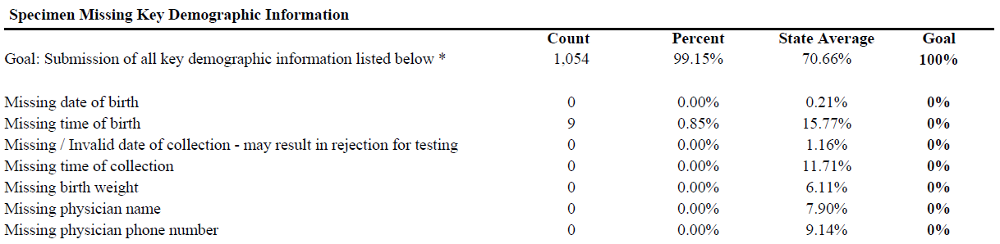 Specimen Missing Key Demographic Information
Count Percent State Average Goal
Goal: Submission of all key demographic information listed below * 1,054 99.15% 70.66% 100%
Missing date of birth 0 0.00% 0.21% 0%
Missing time of birth 9 0.85% 15.77% 0%
Missing / Invalid date of collection - may result in rejection for testing 0 0.00% 1.16% 0%
Missing time of collection 0 0.00% 11.71% 0%
Missing birth weight 0 0.00% 6.11% 0%
Missing physician name 0 0.00% 7.90% 0%
Missing physician phone number 0 0.00% 9.14% 0%